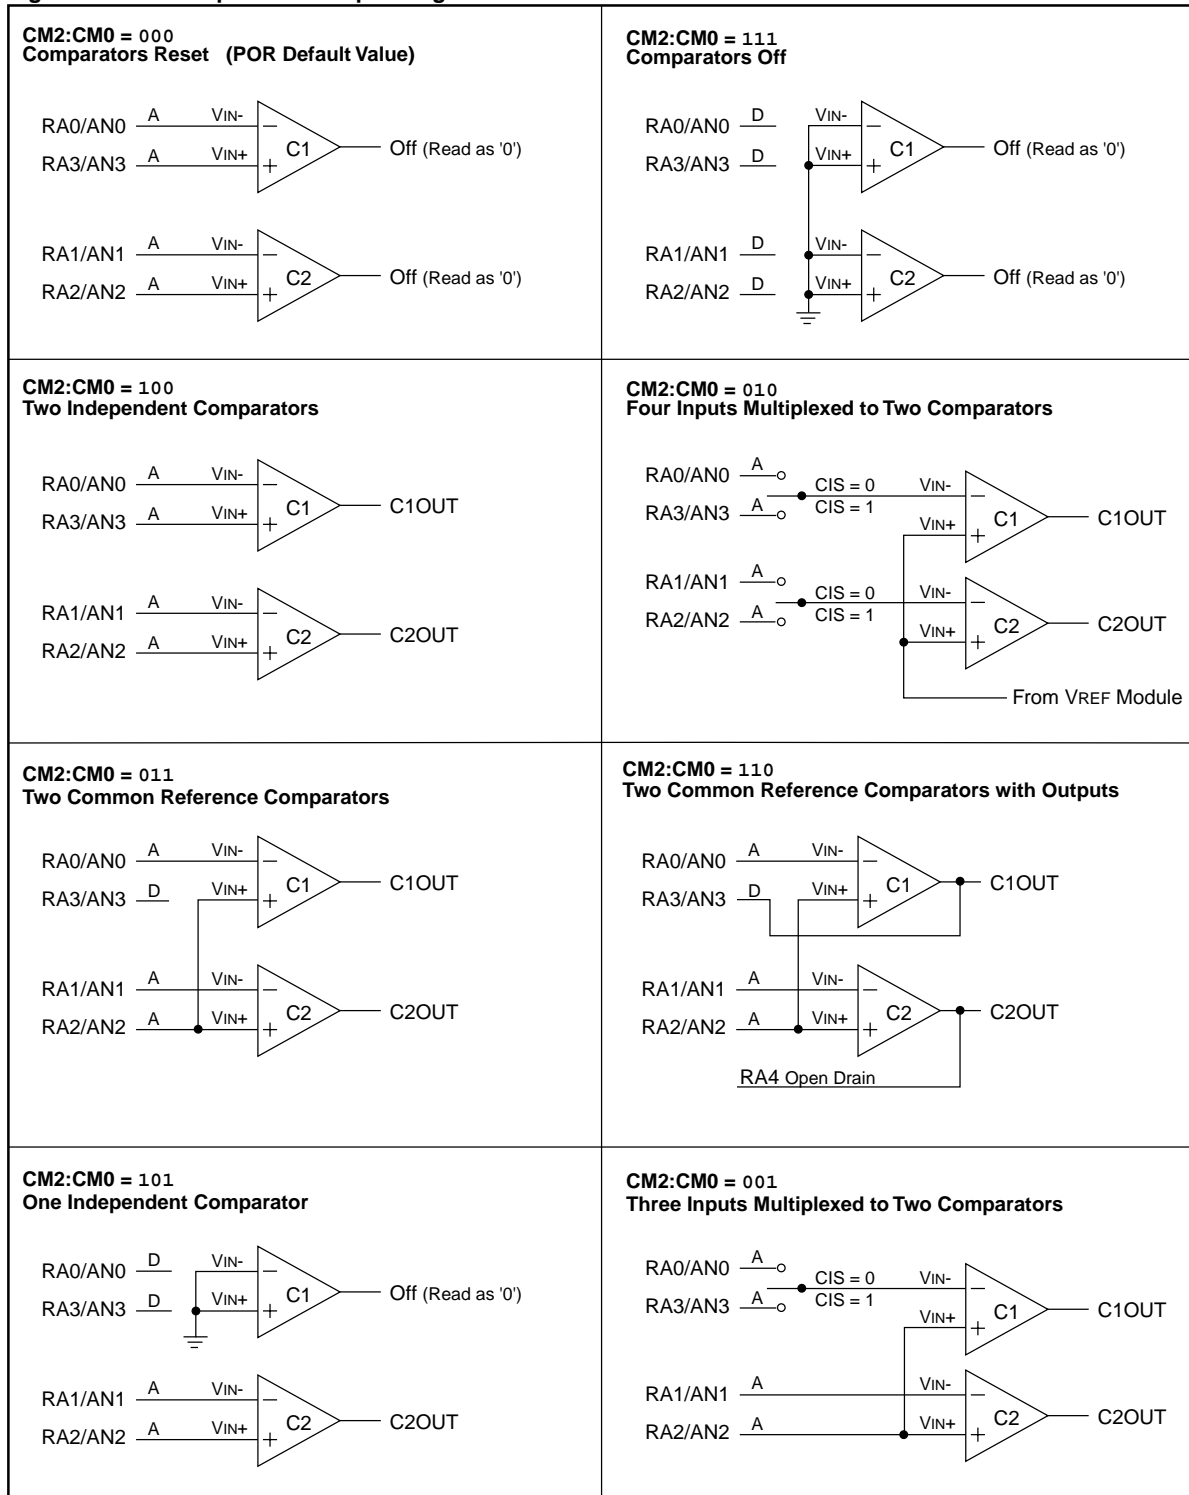 CM2:CM0 = 000
Comparators Reset (POR Default Value)
RA0/AN0 A VIN-
RA3/AN3 A VIN+
C1
Off (Read as '0')
RA1/AN1 A VIN-
RA2/AN2 A VIN+
C2
Off (Read as '0')
CM2:CM0 = 111
Comparators Off
RA0/AN0 D VIN-
RA3/AN3 D VIN+
C1
Off (Read as '0')
RA1/AN1 D VIN-
RA2/AN2 D VIN+
C2
Off (Read as '0')
CM2:CM0 = 100
Two Independent Comparators
RA0/AN0 A VIN-
RA3/AN3 A VIN+
C1
C1OUT
RA1/AN1 A VIN-
RA2/AN2 A VIN+
C2
C2OUT
CM2:CM0 = 010
Four Inputs Multiplexed to Two Comparators
RA0/AN0 A
CIS = 0 VIN-
RA3/AN3 A CIS = 1
VIN+
C1
C1OUT
RA1/AN1 A
CIS = 0 VIN-
RA2/AN2 A CIS = 1
VIN+
C2
C2OUT
From VREF Module
CM2:CM0 = 011
Two Common Reference Comparators
RA0/AN0 A VIN-
RA3/AN3 D VIN+
C1
C1OUT
RA1/AN1 A VIN-
RA2/AN2 A VIN+
C2
C2OUT
CM2:CM0 = 110
Two Common Reference Comparators with Outputs
RA0/AN0 A VIN-
RA3/AN3 D VIN+
C1
C1OUT
RA1/AN1 A VIN-
RA2/AN2 A VIN+
C2
C2OUT
RA4 Open Drain
CM2:CM0 = 101
One Independent Comparator
RA0/AN0 D VIN-
RA3/AN3 D VIN+
C1
Off (Read as '0')
RA1/AN1 A VIN-
RA2/AN2 A VIN+
C2
C2OUT
CM2:CM0 = 001
Three Inputs Multiplexed to Two Comparators
RA0/AN0 A
CIS = 0 VIN-
RA3/AN3 A CIS = 1
VIN+
C1
C1OUT
RA1/AN1 A VIN-
RA2/AN2 A VIN+
C2
C2OUT